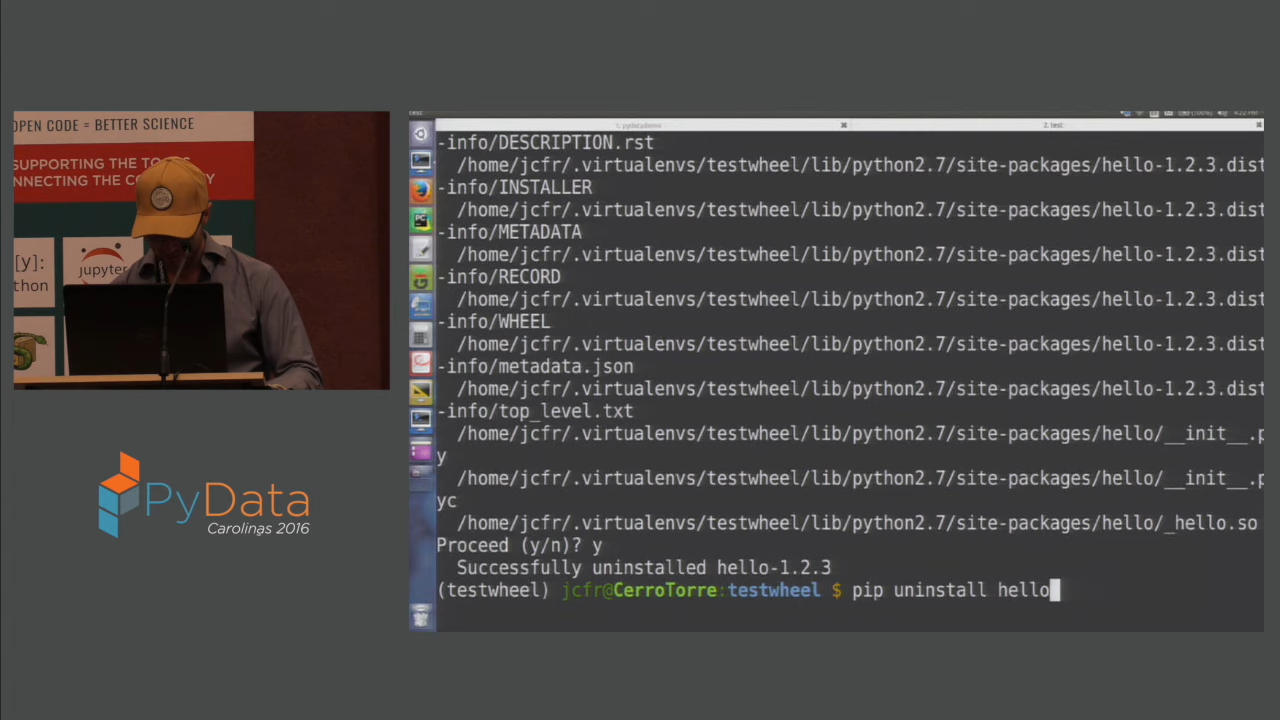 OPEN CODE = BETTER SCIENCE
SUPPORTING THE TO
NNECTING THE CO Y
[y]:
thon
jupyter
PyData
Carolinas 2016
2. test
-info/DESCRIPTION.rst
/home/jcfr/.virtualenvs/testwheel/lib/python2.7/site-packages/hello-1.2.3.dist
-info/INSTALLER
/home/jcfr/.virtualenvs/testwheel/lib/python2.7/site-packages/hello-1.2.3.dist
-info/METADATA
/home/jcfr/.virtualenvs/testwheel/lib/python2.7/site-packages/hello-1.2.3.dist
-info/RECORD
/home/jcfr/.virtualenvs/testwheel/lib/python2.7/site-packages/hello-1.2.3.dist
-info/WHEEL
/home/jcfr/.virtualenvs/testwheel/lib/python2.7/site-packages/hello-1.2.3.dist
-info/metadata.json
/home/jcfr/.virtualenvs/testwheel/lib/python2.7/site-packages/hello-1.2.3.dist
-info/top_level.txt
/home/jcfr/.virtualenvs/testwheel/lib/python2.7/site-packages/hello/__init__.p
y
/home/jcfr/.virtualenvs/testwheel/lib/python2.7/site-packages/hello/__init__.p
yc
/home/jcfr/.virtualenvs/testwheel/lib/python2.7/site-packages/hello/_hello.so
Proceed (y/n)? y
Successfully uninstalled hello-1.2.3
(testwheel) jcfr@CerroTorre:testwheel $ pip uninstall hello